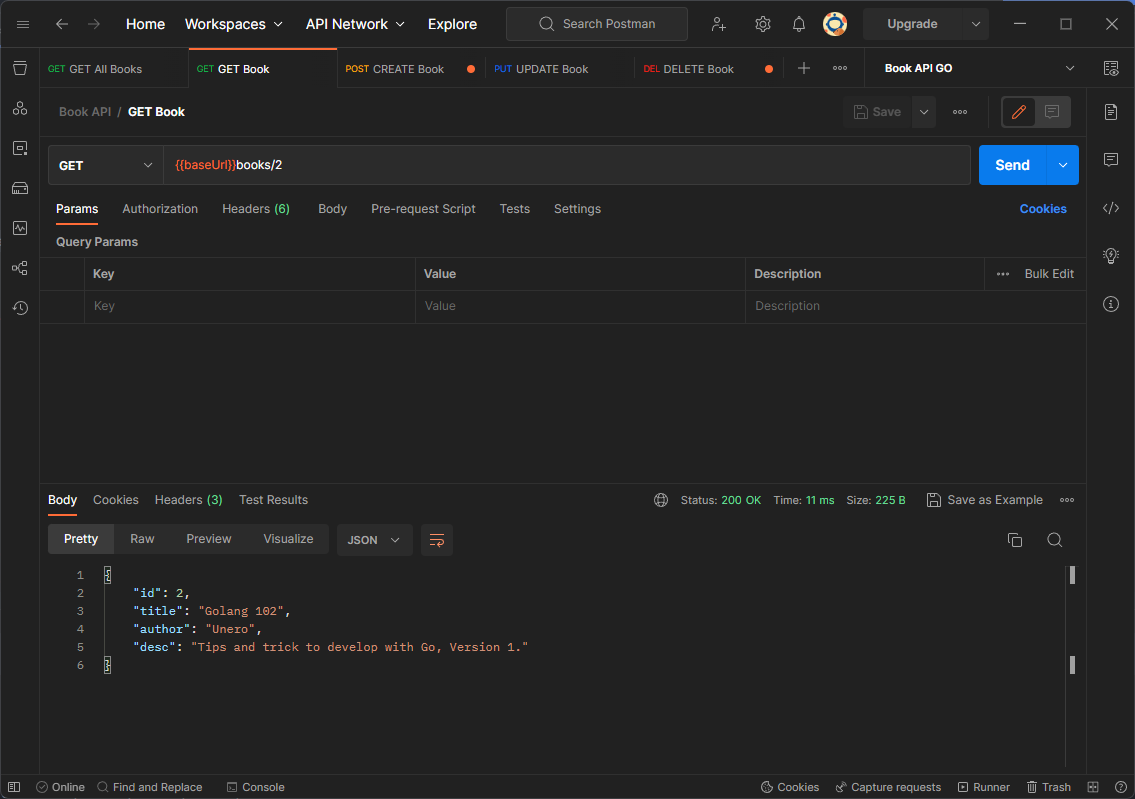 Home Workspaces API Network Explore Search Postman Upgrade
GET GET All Books GET GET Book POST CREATE Book PUT UPDATE Book DEL DELETE Book Book API GO
Book API / GET Book Save
GET {{baseUrl}}books/2 Send
Params Authorization Headers (6) Body Pre-request Script Tests Settings Cookies
Query Params
Key Value Description Bulk Edit
Key Value Description
Body Cookies Headers (3) Test Results Status: 200 OK Time: 11 ms Size: 225 B Save as Example
Pretty Raw Preview Visualize JSON
1 {
2 "id": 2,
3 "title": "Golang 102",
4 "author": "Unero",
5 "desc": "Tips and trick to develop with Go, Version 1."
6 }
Online Find and Replace Console Cookies Capture requests Runner Trash